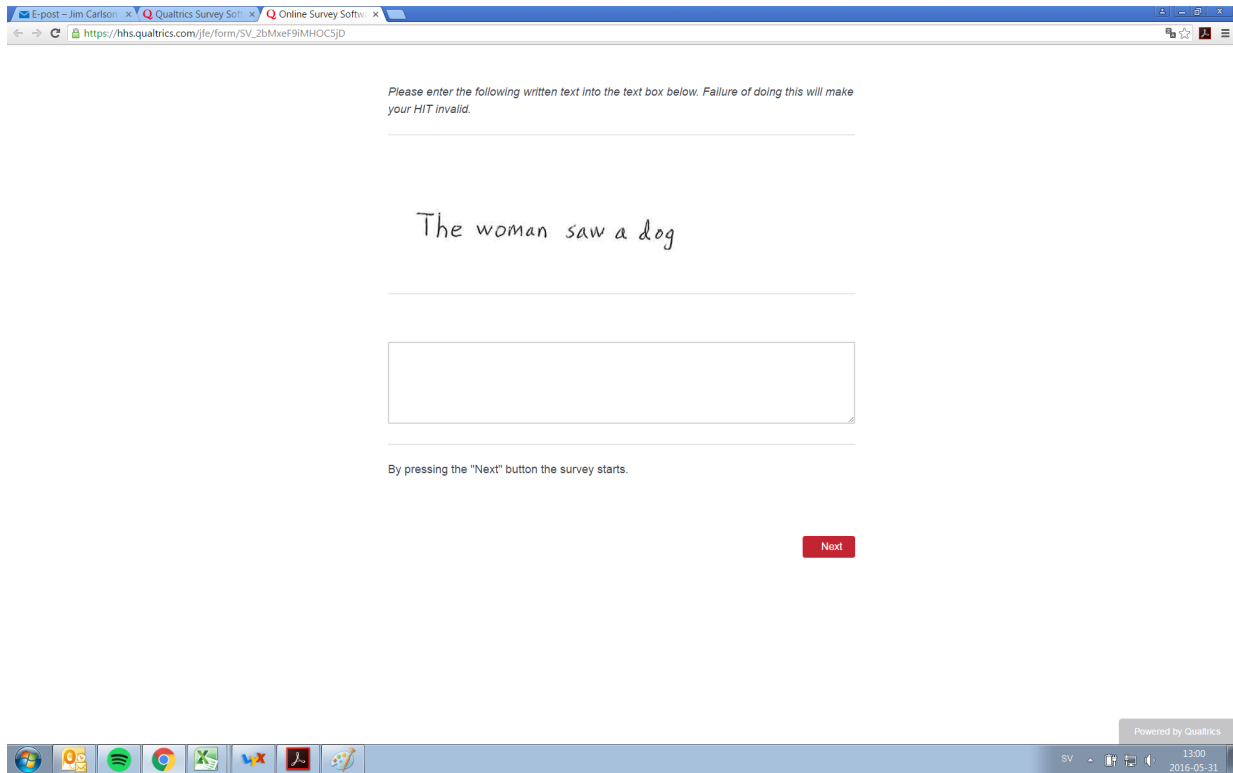 E-post – Jim Carlson
Qualtrics Survey Soft
Online Survey Softw
https://hhs.qualtrics.com/jfe/form/SV_2bMxeF9iMHOC5jD
Please enter the following written text into the text box below. Failure of doing this will make
your HIT invalid.
The woman saw a dog
By pressing the "Next" button the survey starts.
Next
Powered by Qualtrics
SV
13:00
2016-05-31